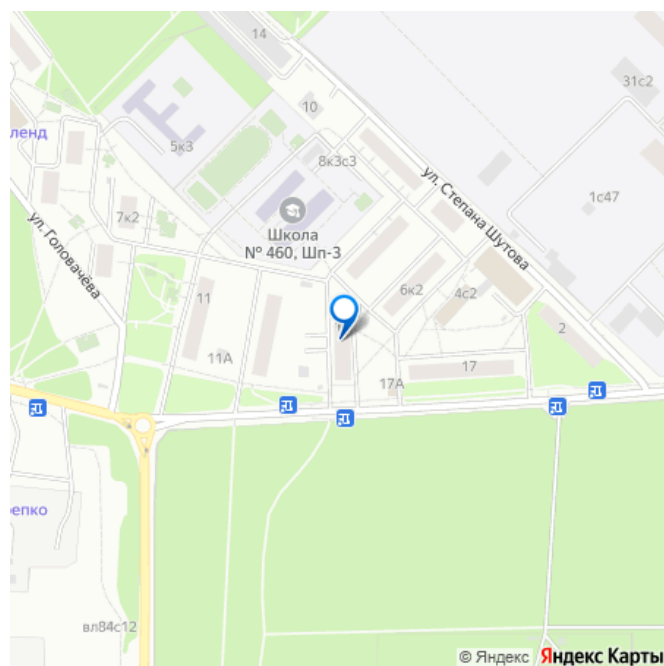 14
31с2
10
ленд
5к3
8к3с3
ул. Степана Шутова
1с47
7к2
Школа
№ 460, Шп-3
ул. Головачёва
11
6к2
4с2
2
11А
17
17А
репко
вл84с12
© Яндекс Яндекс Карты